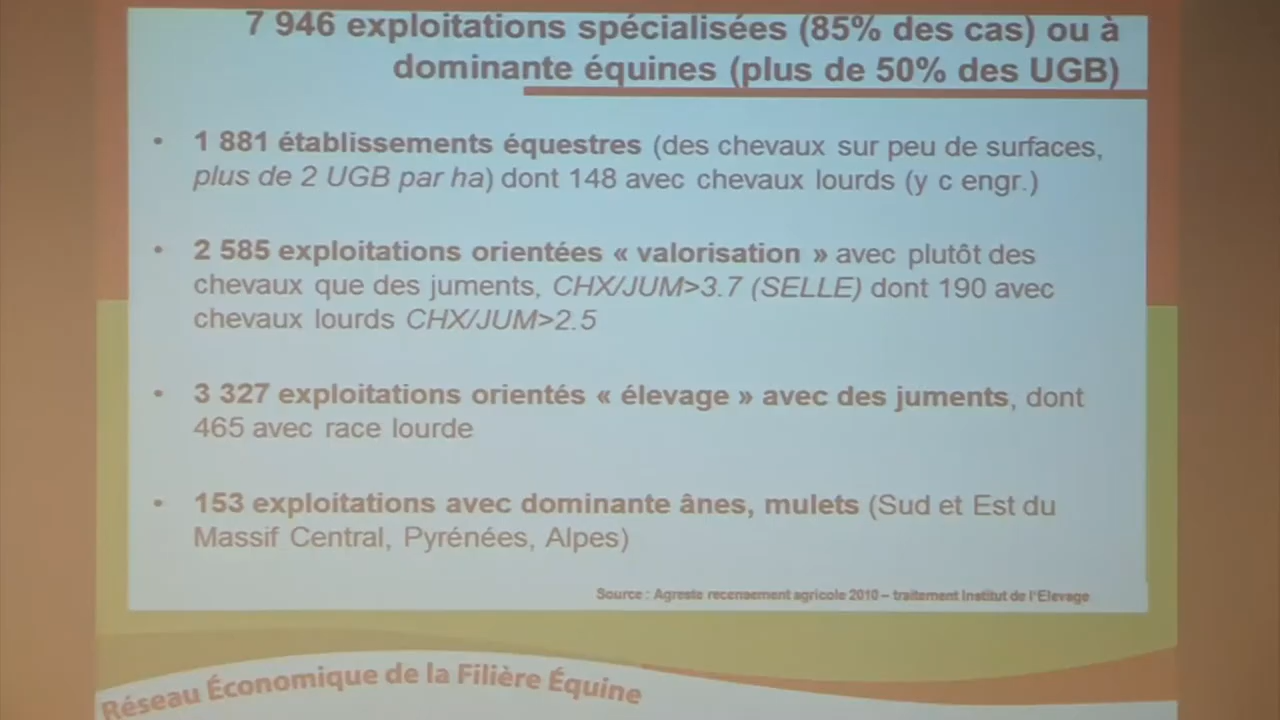 7 946 exploitations spécialisées (85% des cas) ou à
dominante équines (plus de 50% des UGB)
• 1 881 établissements équestres (des chevaux sur peu de surfaces,
plus de 2 UGB par ha) dont 148 avec chevaux lourds (y c engr.)
• 2 585 exploitations orientées « valorisation » avec plutôt des
chevaux que des juments, CHX/JUM>3.7 (SELLE) dont 190 avec
chevaux lourds CHX/JUM>2.5
• 3 327 exploitations orientés « élevage » avec des juments, dont
465 avec race lourde
• 153 exploitations avec dominante ânes, mulets (Sud et Est du
Massif Central, Pyrénées, Alpes)
Source : Agreste recensement agricole 2010 – traitement Institut de l'Elevage
Réseau Économique de la Filière Équine